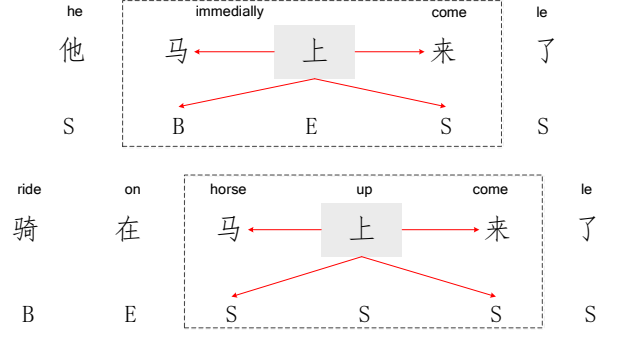 he immedially come le
他 马 上 来 了
S B E S S
ride on horse up come le
骑 在 马 上 来 了
B E S S S S